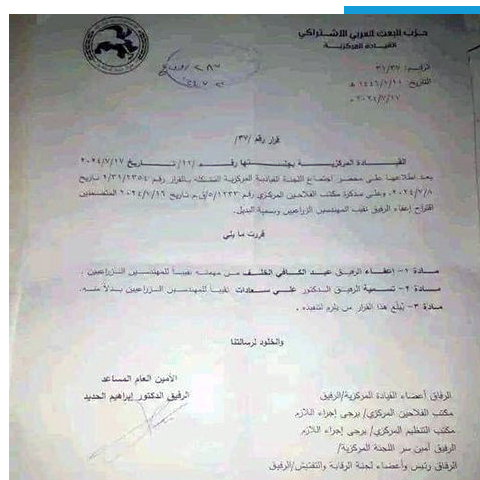 حزب البعث العربي الاشتراكي
القيادة المركزية
الرقم: ٣١/٣٧
التاريخ: ١٤٤٦/١/١٠ هـ
٢٠٢٤/٧/١٧ م
قرار رقم /٣٧/
القيادة المركزية بجلستها رقم /١٢/ تاريخ ٢٠٢٤/٧/١٧
بعد اطلاعها على محضر اجتماع اللجنة القيادية المركزية المشكلة بالقرار رقم ١/٣١/٢٣٥٤ تاريخ
٢٠٢٤/٧/٨، وعلى مذكرة مكتب الفلاحين المركزي رقم ٥/١٢٣٣/ق.م تاريخ ٢٠٢٤/٧/١٦ المتضمنين
اقتراح إعفاء الرفيق نقيب المهندسين الزراعيين وتسمية البديل.
قررت ما يلي
مادة ١- إعفاء الرفيق عبد الكافي الخلف من مهمته نقيباً للمهندسين الزراعيين.
مادة ٢- تسمية الرفيق الدكتور علي سعادات نقيباً للمهندسين الزراعيين بدلاً منه.
مادة ٣- يُبلّغ هذا القرار من يلزم لتنفيذه.
والخلود لرسالتنا
الأمين العام المساعد
الرفيق الدكتور إبراهيم الحديد
الرفاق أعضاء القيادة المركزية/الرفيق
مكتب الفلاحين المركزي/ يرجى إجراء اللازم
مكتب التنظيم المركزي/ يرجى إجراء اللازم
الرفيق أمين سر اللجنة المركزية/
الرفاق رئيس وأعضاء لجنة الرقابة والتفتيش/الرفيق